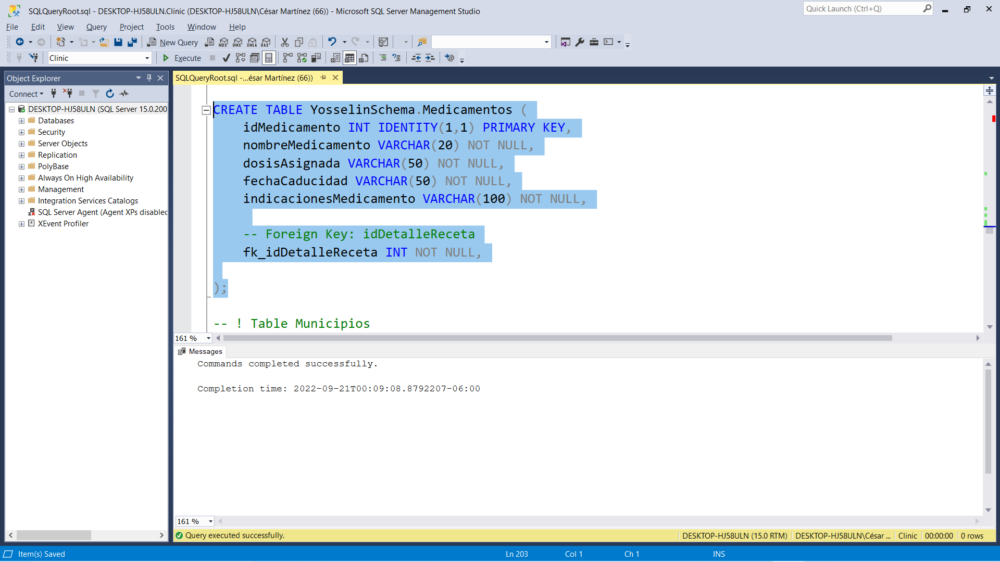 SQLQueryRoot.sql - DESKTOP-HJ58ULN.Clinic (DESKTOP-HJ58ULN\César Martínez (66)) - Microsoft SQL Server Management Studio
Quick Launch (Ctrl+Q)
File Edit View Query Project Tools Window Help
New Query MDX DMX XMLA DAX
Clinic Execute
Object Explorer
Connect
DESKTOP-HJ58ULN (SQL Server 15.0.200
Databases
Security
Server Objects
Replication
PolyBase
Always On High Availability
Management
Integration Services Catalogs
SQL Server Agent (Agent XPs disabled
XEvent Profiler
SQLQueryRoot.sql -...ésar Martínez (66))
CREATE TABLE YosselinSchema.Medicamentos (
idMedicamento INT IDENTITY(1,1) PRIMARY KEY,
nombreMedicamento VARCHAR(20) NOT NULL,
dosisAsignada VARCHAR(50) NOT NULL,
fechaCaducidad VARCHAR(50) NOT NULL,
indicacionesMedicamento VARCHAR(100) NOT NULL,
-- Foreign Key: idDetalleReceta
fk_idDetalleReceta INT NOT NULL,
);
-- ! Table Municipios
161 %
Messages
Commands completed successfully.
Completion time: 2022-09-21T00:09:08.8792207-06:00
161 %
Query executed successfully.
DESKTOP-HJ58ULN (15.0 RTM) DESKTOP-HJ58ULN\César ... Clinic 00:00:00 0 rows
Item(s) Saved Ln 203 Col 1 Ch 1 INS